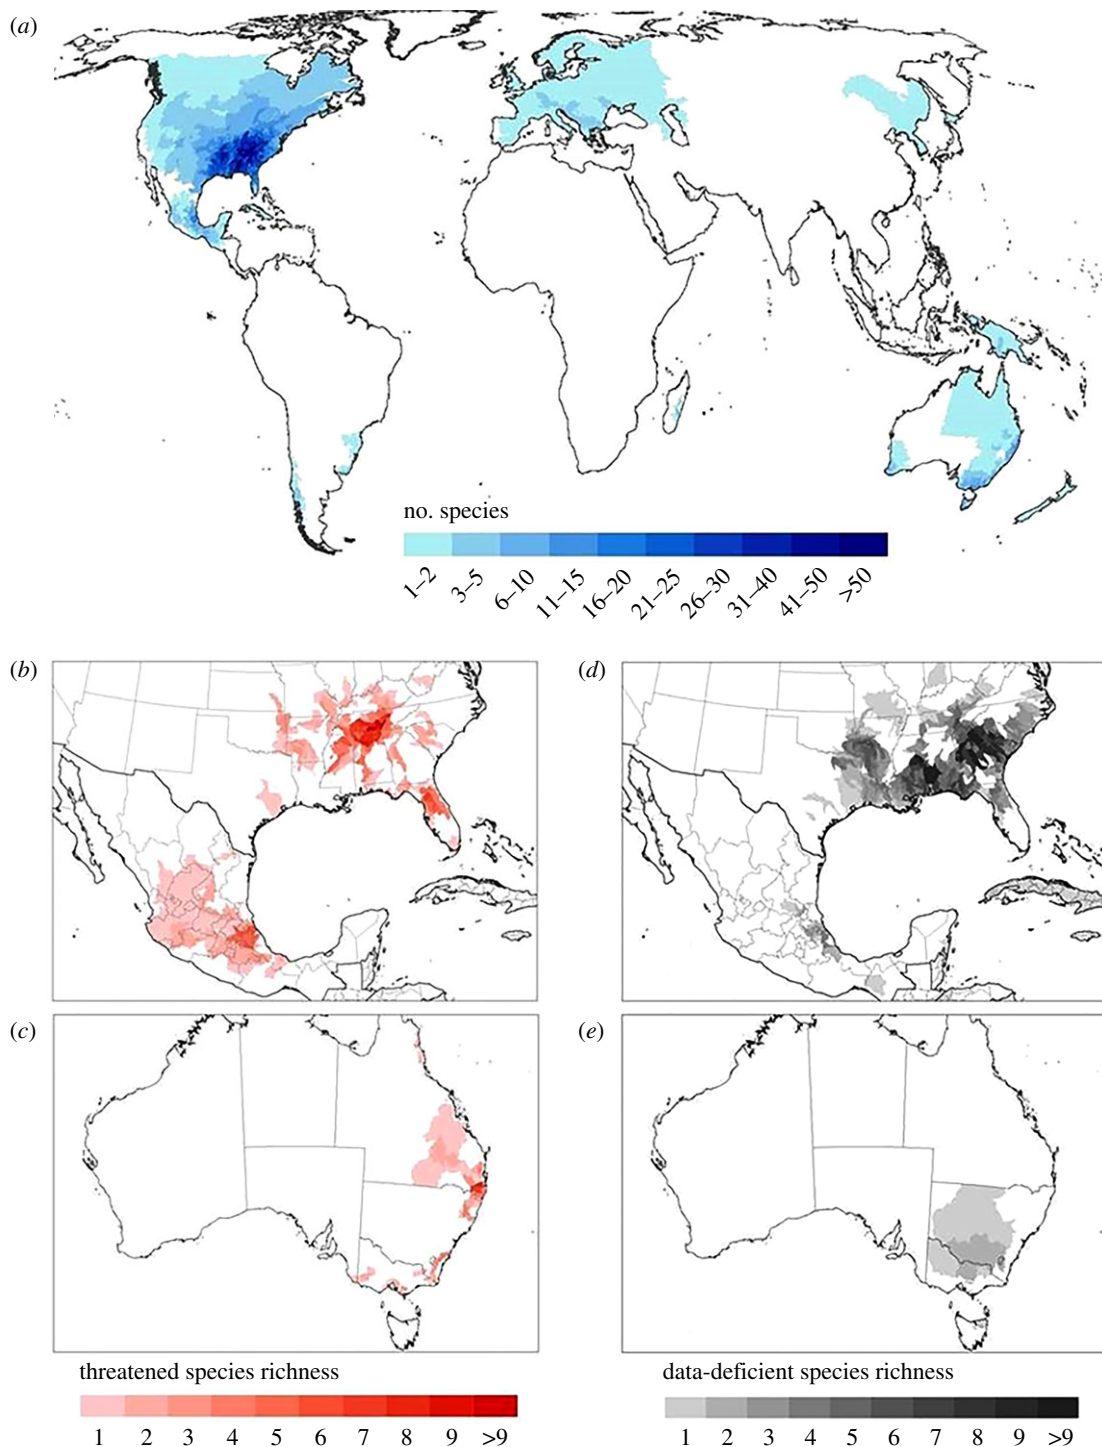 (a)
no. species
1–2 3–5 6–10 11–15 16–20 21–25 26–30 31–40 41–50 >50
(b)
(d)
(c)
(e)
threatened species richness
1 2 3 4 5 6 7 8 9 >9
data-deficient species richness
1 2 3 4 5 6 7 8 9 >9